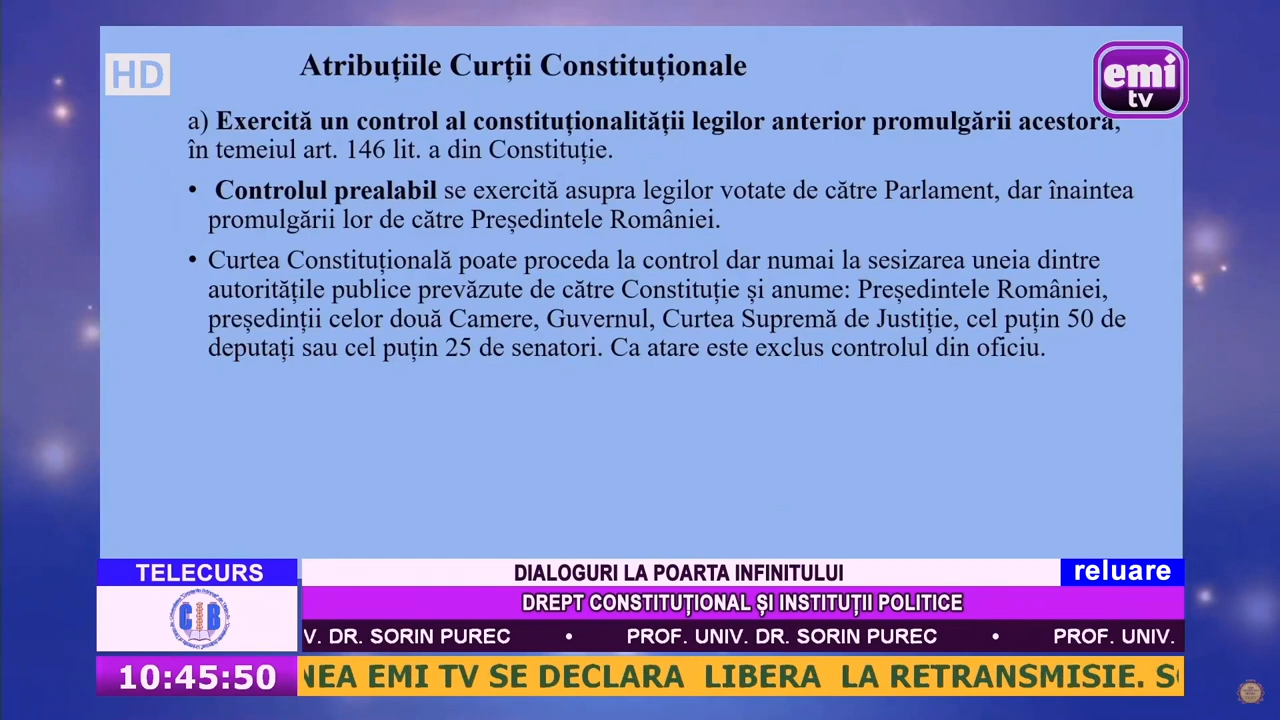 Atribuțiile Curții Constituționale
HD
emi
tv
a) Exercită un control al constituționalității legilor anterior promulgării acestora,
în temeiul art. 146 lit. a din Constituție.
• Controlul prealabil se exercită asupra legilor votate de către Parlament, dar înaintea
promulgării lor de către Președintele României.
• Curtea Constituțională poate proceda la control dar numai la sesizarea uneia dintre
autoritățile publice prevăzute de către Constituție și anume: Președintele României,
președinții celor două Camere, Guvernul, Curtea Supremă de Justiție, cel puțin 50 de
deputați sau cel puțin 25 de senatori. Ca atare este exclus controlul din oficiu.
TELECURS
DIALOGURI LA POARTA INFINITULUI
reluare
DREPT CONSTITUȚIONAL ȘI INSTITUȚII POLITICE
CB
V. DR. SORIN PUREC • PROF. UNIV. DR. SORIN PUREC • PROF. UNIV.
10:45:50
NEA EMI TV SE DECLARA LIBERA LA RETRANSMISIE. S